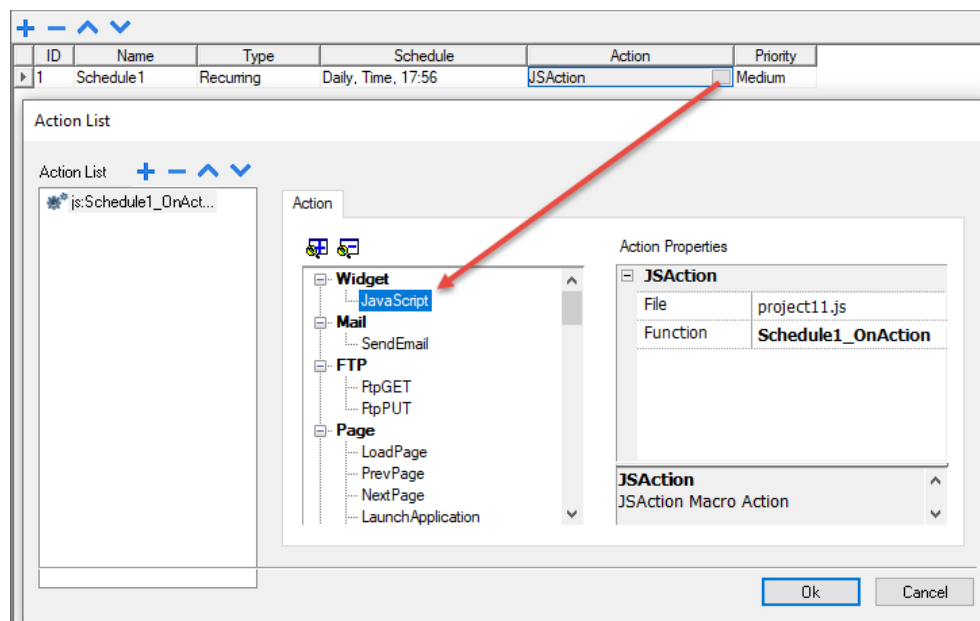 ID Name Type Schedule Action Priority
1 Schedule1 Recurring Daily, Time, 17:56 JSAction Medium
Action List
Action List
js:Schedule1_OnAct...
Action
Widget
JavaScript
Mail
SendEmail
FTP
FtpGET
FtpPUT
Page
LoadPage
PrevPage
NextPage
LaunchApplication
Action Properties
JSAction
File project11.js
Function Schedule1_OnAction
JSAction
JSAction Macro Action
Ok Cancel